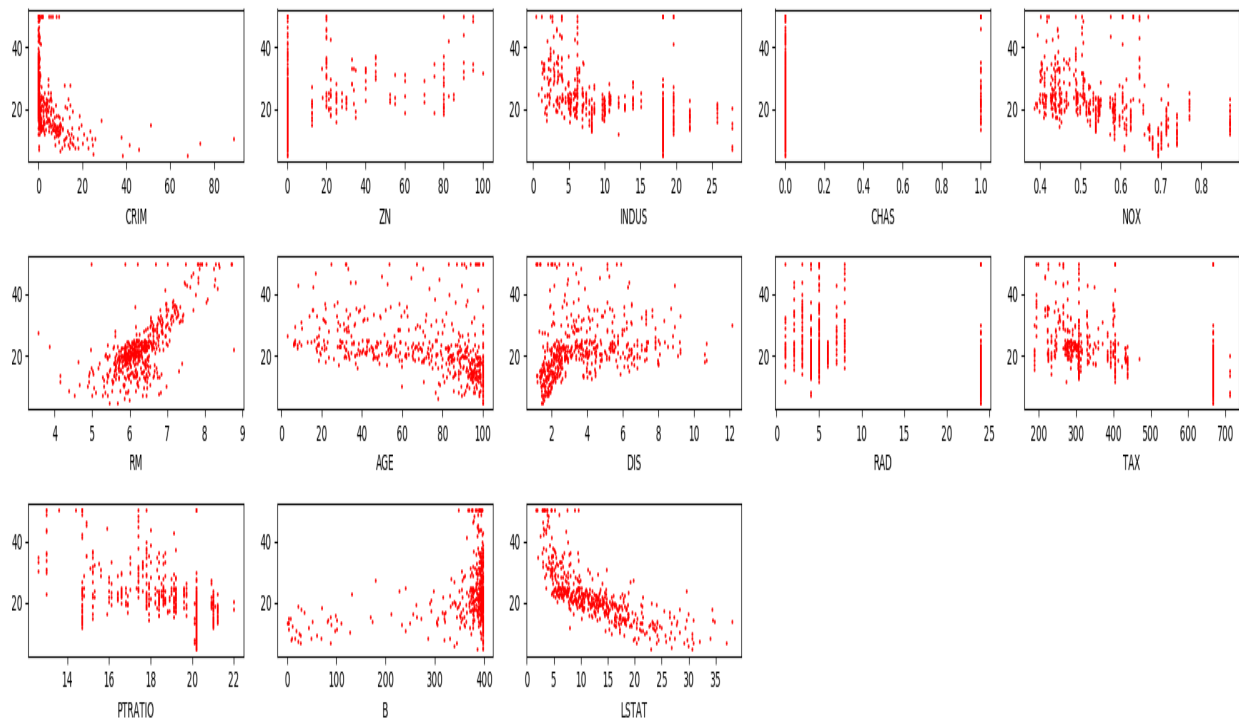 40
20
0 20 40 60 80
CRIM
0 20 40 60 80 100
ZN
40
20
0 5 10 15 20 25
INDUS
0.0 0.2 0.4 0.6 0.8 1.0
CHAS
40
20
0.4 0.5 0.6 0.7 0.8
NOX
40
20
4 5 6 7 8 9
RM
0 20 40 60 80 100
AGE
40
20
2 4 6 8 10 12
DIS
40
20
0 5 10 15 20 25
RAD
40
20
200 300 400 500 600 700
TAX
40
20
14 16 18 20 22
PTRATIO
40
20
0 100 200 300 400
B
40
20
0 5 10 15 20 25 30 35
LSTAT